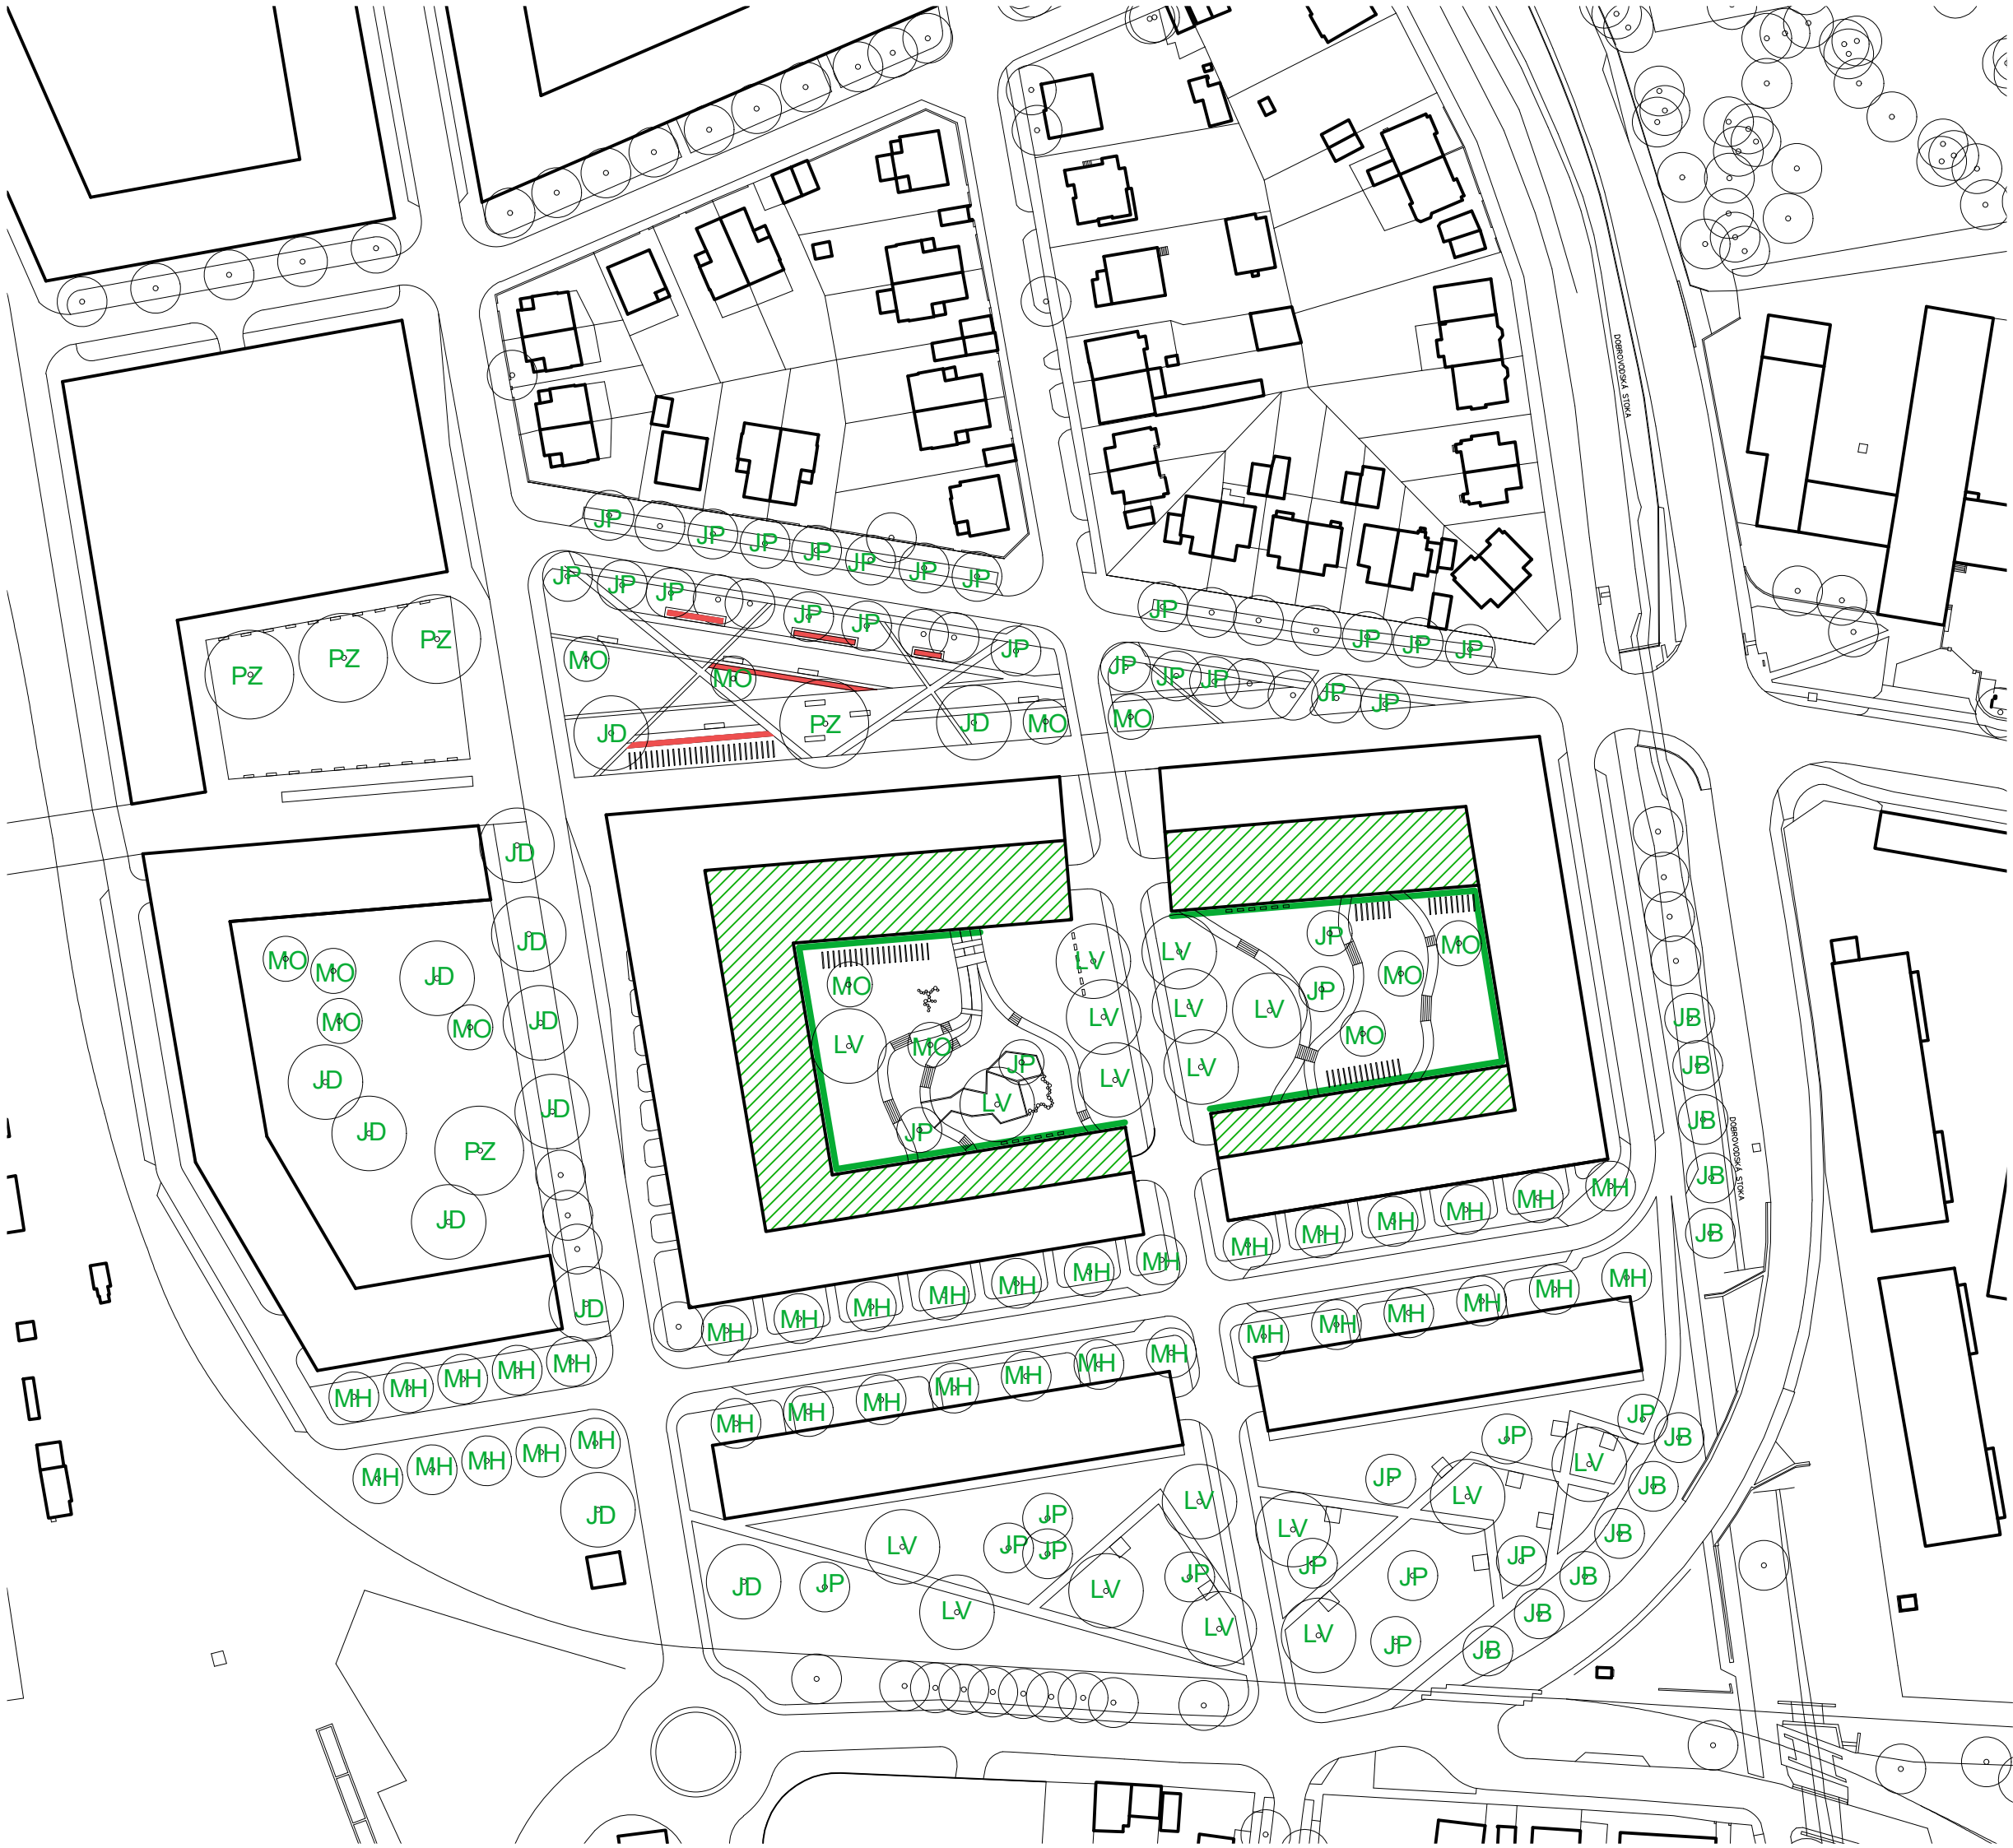 DOBROVODSKÁ STOKA
JP JP JP JP JP JP JP
JP JP JP JP JP JP
JP JP JP JP
PZ PZ PZ
MO MO
JP JP JP JP JP
JD PZ JD MO MO
JD
JD JP MO
MO MO JD LV LV
MO JD MO LV MO
MO JP LV LV LV JB
LV MO JP MO JB
JD LV LV
JD JD LV JB
PZ JP DOBROVODSKÁ STOKA
JB
JD MH MH MH MH MH MH JB
MH MH MH MH MH MH MH
JD MH MH MH MH MH MH
MH MH MH MH MH
MH MH MH MH MH MH MH
MH MH MH MH MH
JP JP JB
LV JP LV JB
JD LV JP LV JB
LV JP JP LV JP JP JB
JD JP LV JP JP JB
LV LV LV JP JB